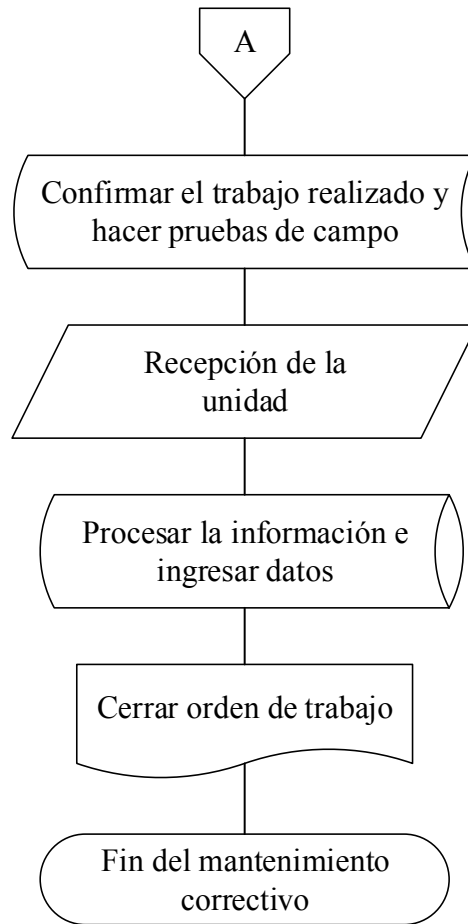 A
Confirmar el trabajo realizado y
hacer pruebas de campo
Recepción de la
unidad
Procesar la información e
ingresar datos
Cerrar orden de trabajo
Fin del mantenimiento
correctivo